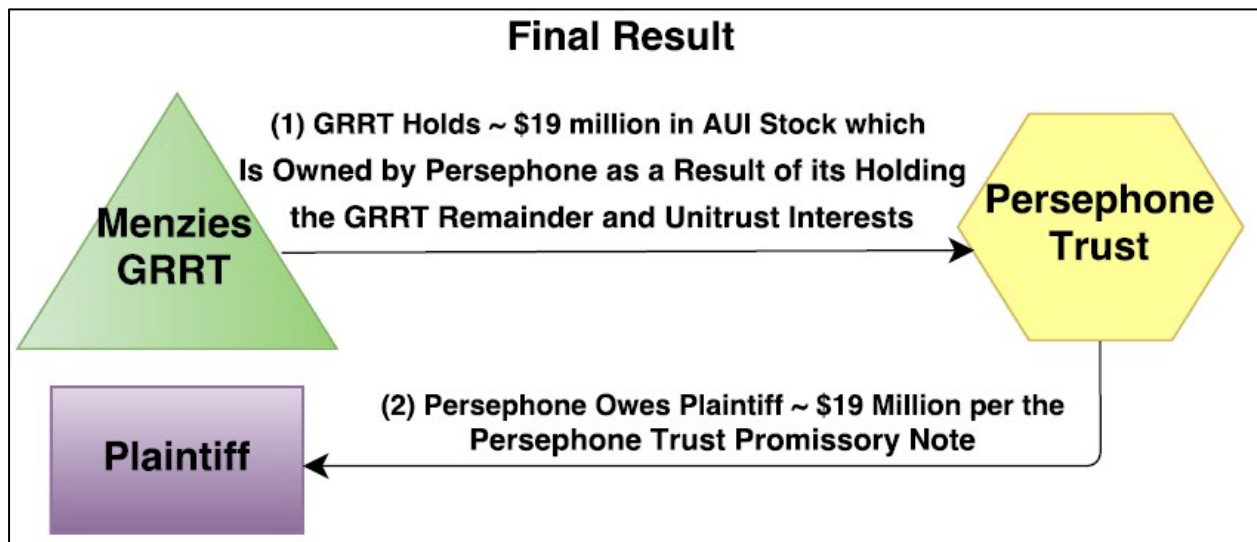 Final Result
(1) GRRT Holds ~ $19 million in AUI Stock which
Is Owned by Persephone as a Result of its Holding
the GRRT Remainder and Unitrust Interests
Menzies
GRRT
Persephone
Trust
(2) Persephone Owes Plaintiff ~ $19 Million per the
Persephone Trust Promissory Note
Plaintiff